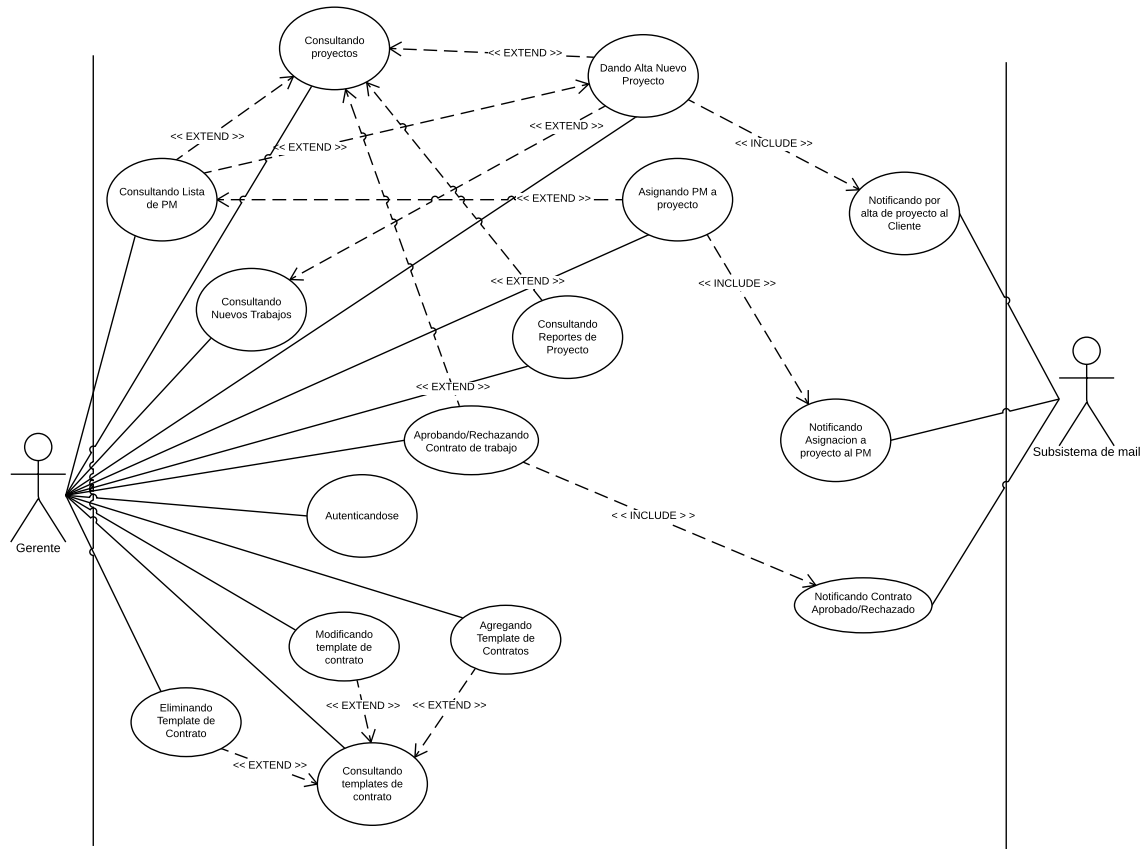 Consultando
proyectos
<< EXTEND >>
Dando Alta Nuevo
Proyecto
<< EXTEND >>
<< EXTEND >>
<< EXTEND >>
<< INCLUDE >>
Consultando Lista
de PM
<< EXTEND >>
Asignando PM a
proyecto
Notificando por
alta de proyecto al
Cliente
Consultando
Nuevos Trabajos
<< EXTEND >>
<< INCLUDE >>
Consultando
Reportes de
Proyecto
<< EXTEND >>
Aprobando/Rechazando
Contrato de trabajo
Notificando
Asignacion a
proyecto al PM
Subsistema de mail
Gerente
Autenticandose
< < INCLUDE > >
Notificando Contrato
Aprobado/Rechazado
Modificando
template de
contrato
Agregando
Template de
Contratos
<< EXTEND >>
<< EXTEND >>
Eliminando
Template de
Contrato
<< EXTEND >>
Consultando
templates de
contrato